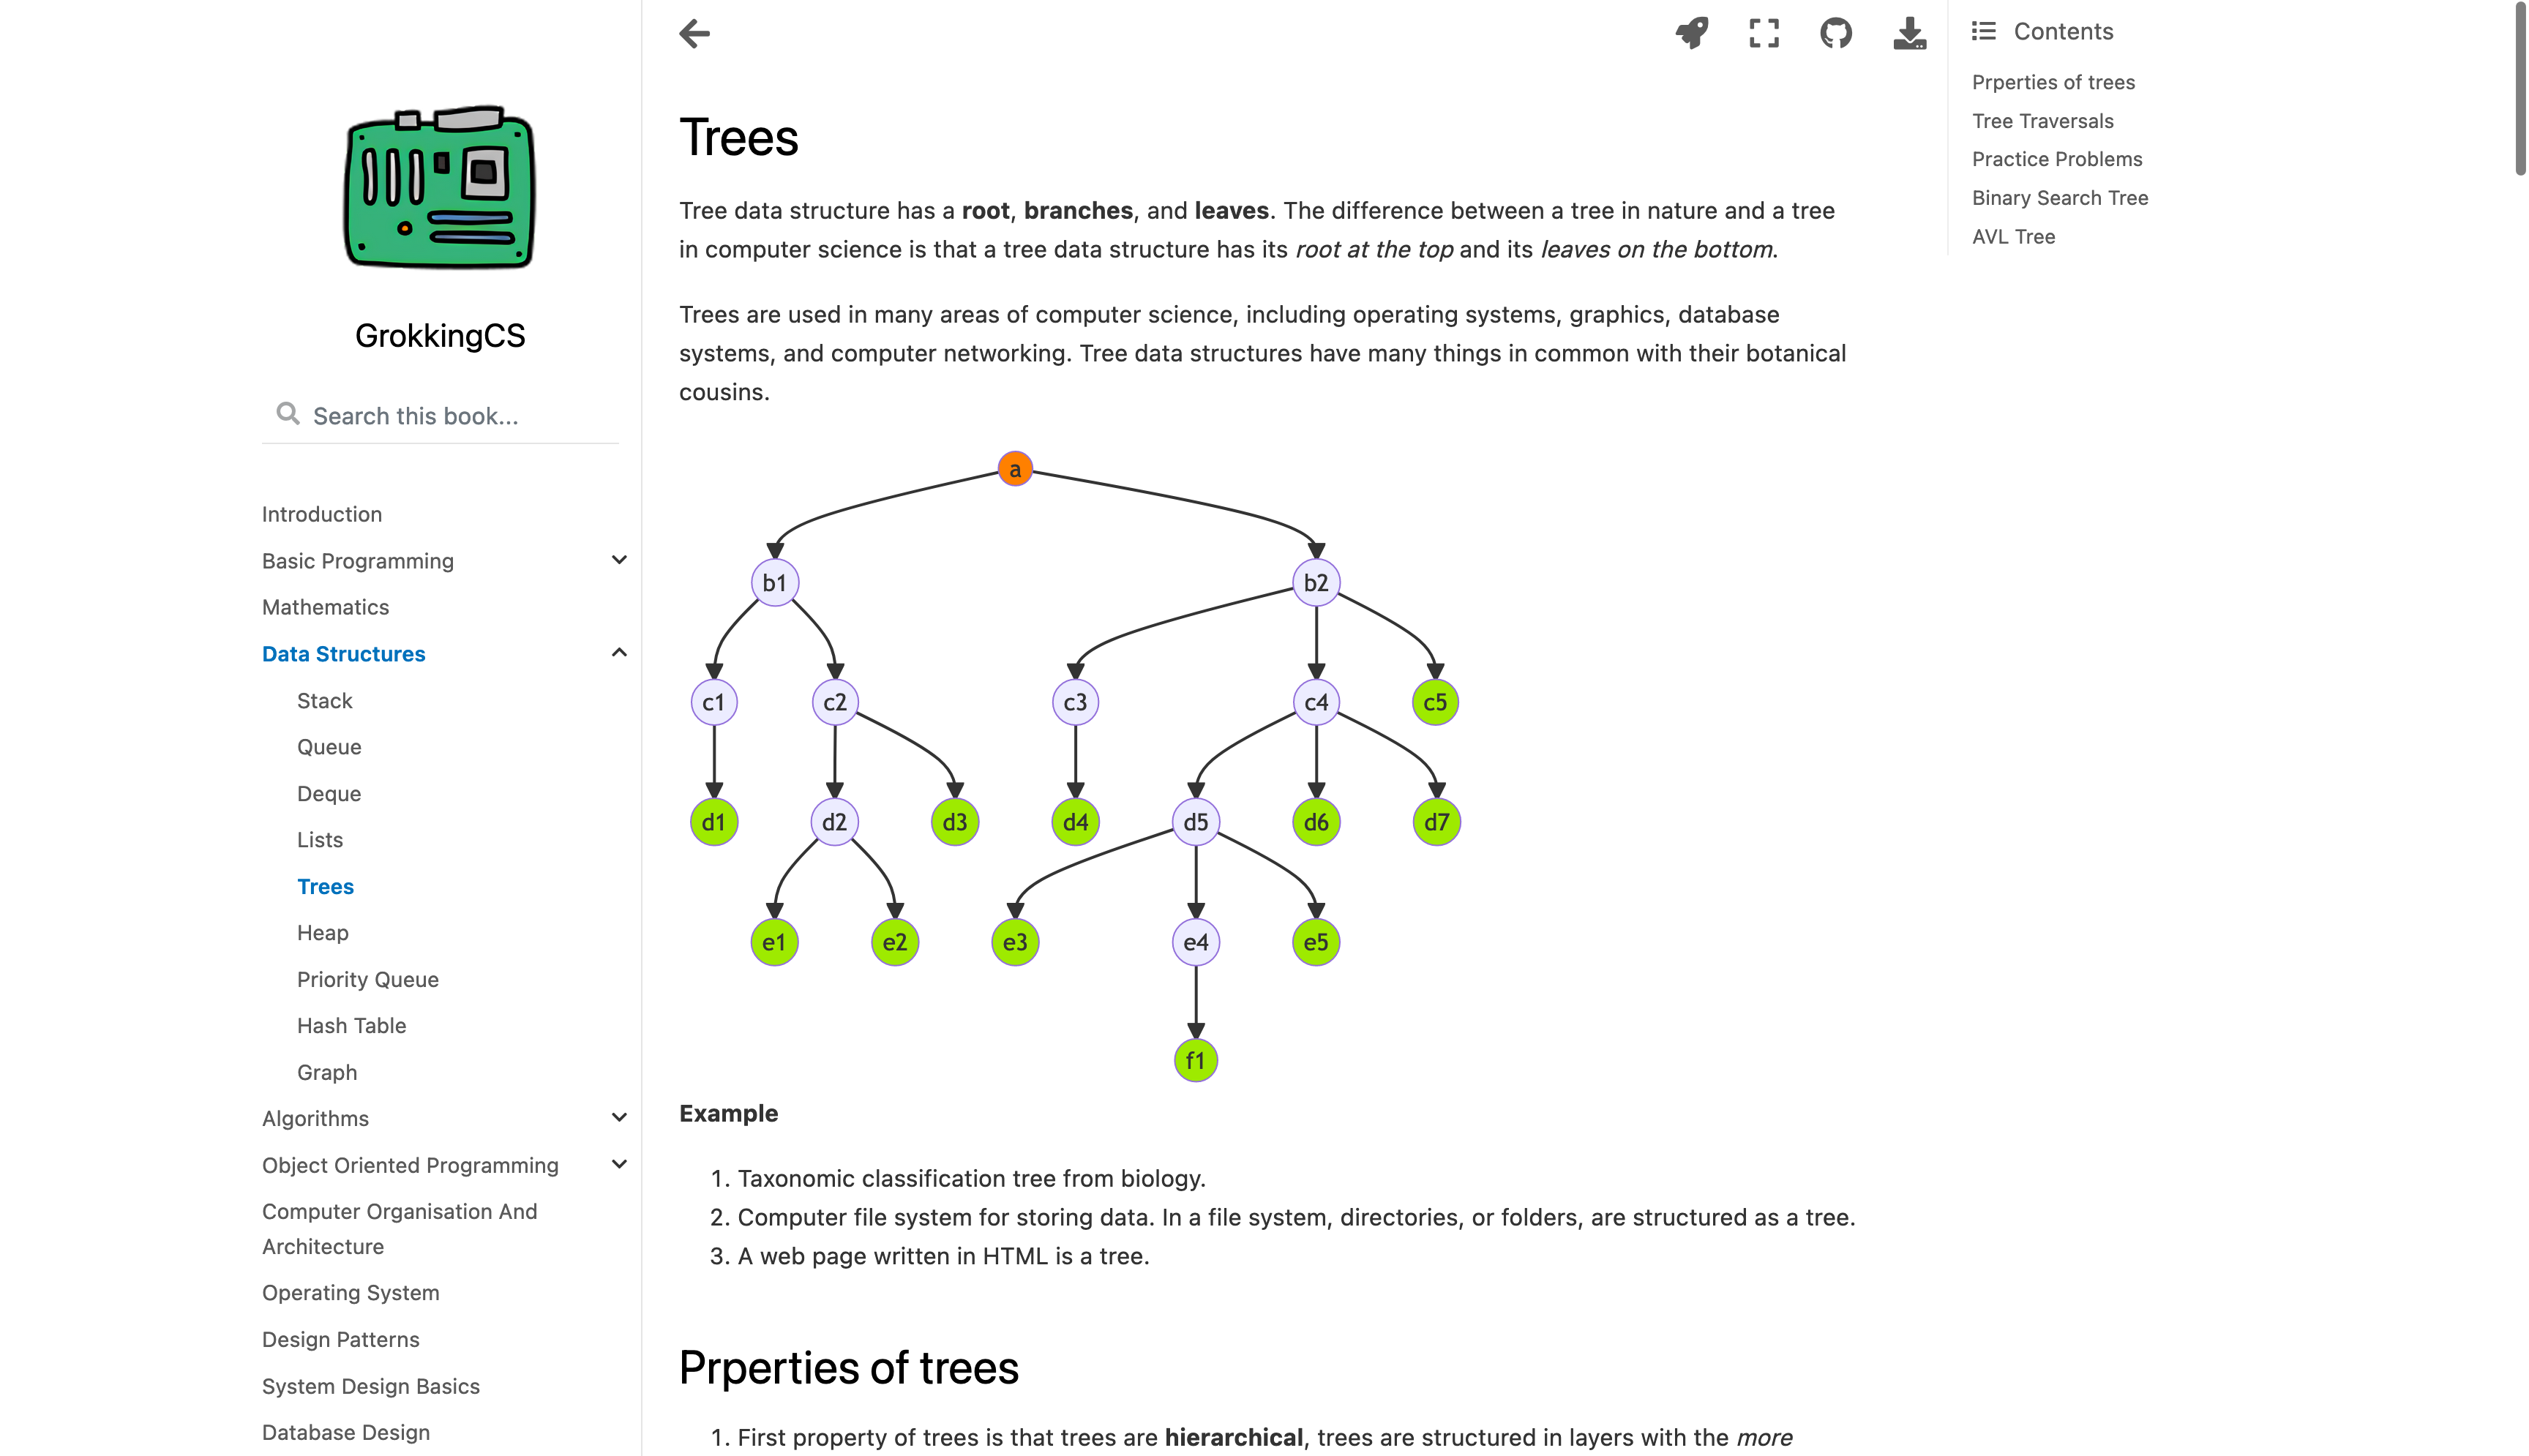 GrokkingCS
Search this book...
Introduction
Basic Programming
Mathematics
Data Structures
Stack
Queue
Deque
Lists
Trees
Heap
Priority Queue
Hash Table
Graph
Algorithms
Object Oriented Programming
Computer Organisation And
Architecture
Operating System
Design Patterns
System Design Basics
Database Design
Trees
Tree data structure has a root, branches, and leaves. The difference between a tree in nature and a tree
in computer science is that a tree data structure has its root at the top and its leaves on the bottom.
Trees are used in many areas of computer science, including operating systems, graphics, database
systems, and computer networking. Tree data structures have many things in common with their botanical
cousins.
a
b1 b2
c1 c2 c3 c4 c5
d1 d2 d3 d4 d5 d6 d7
e1 e2 e3 e4 e5
f1
Example
1. Taxonomic classification tree from biology.
2. Computer file system for storing data. In a file system, directories, or folders, are structured as a tree.
3. A web page written in HTML is a tree.
Prperties of trees
1. First property of trees is that trees are hierarchical, trees are structured in layers with the more
Contents
Prperties of trees
Tree Traversals
Practice Problems
Binary Search Tree
AVL Tree